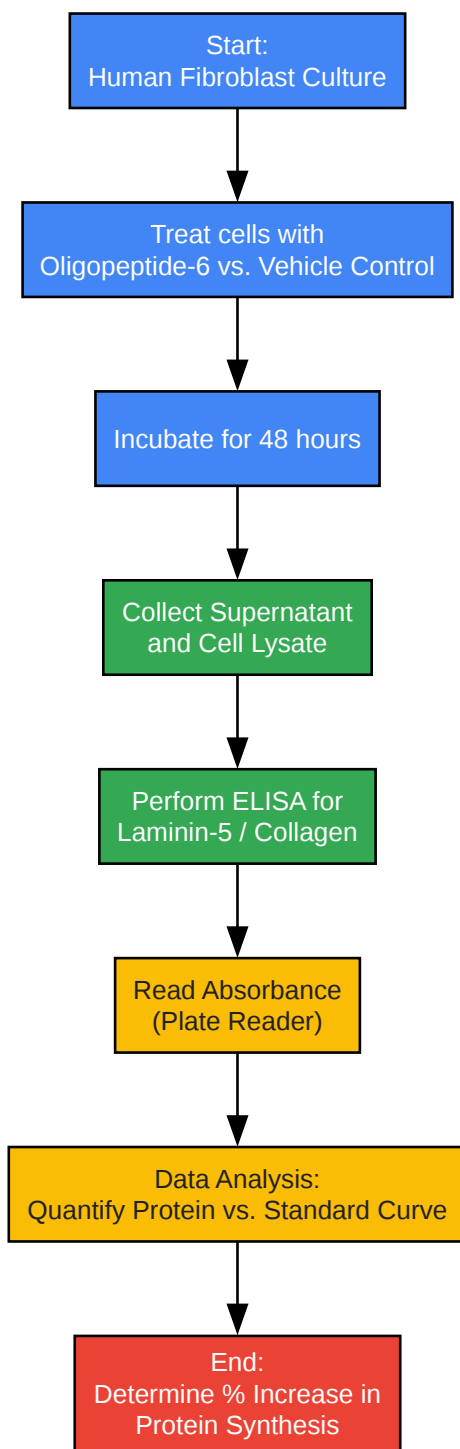 Start:
Human Fibroblast Culture
Treat cells with
Oligopeptide-6 vs. Vehicle Control
Incubate for 48 hours
Collect Supernatant
and Cell Lysate
Perform ELISA for
Laminin-5 / Collagen
Read Absorbance
(Plate Reader)
Data Analysis:
Quantify Protein vs. Standard Curve
End:
Determine % Increase in
Protein Synthesis